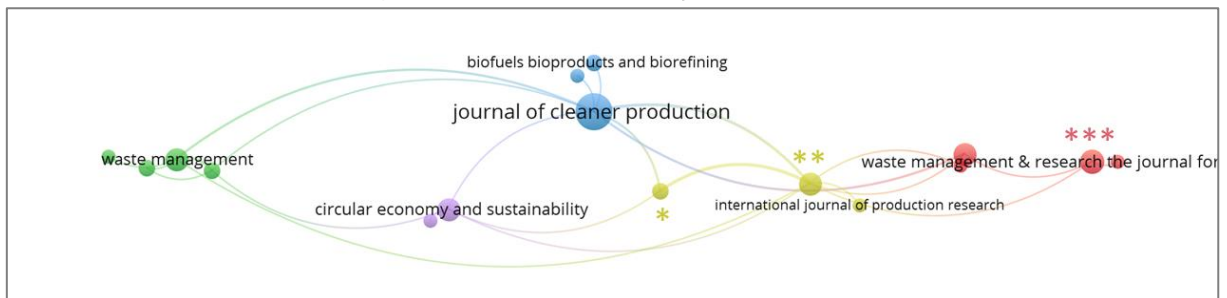 biofuels bioproducts and biorefining
journal of cleaner production
***
**
waste management
waste management & research the journal for
circular economy and sustainability
*
international journal of production research